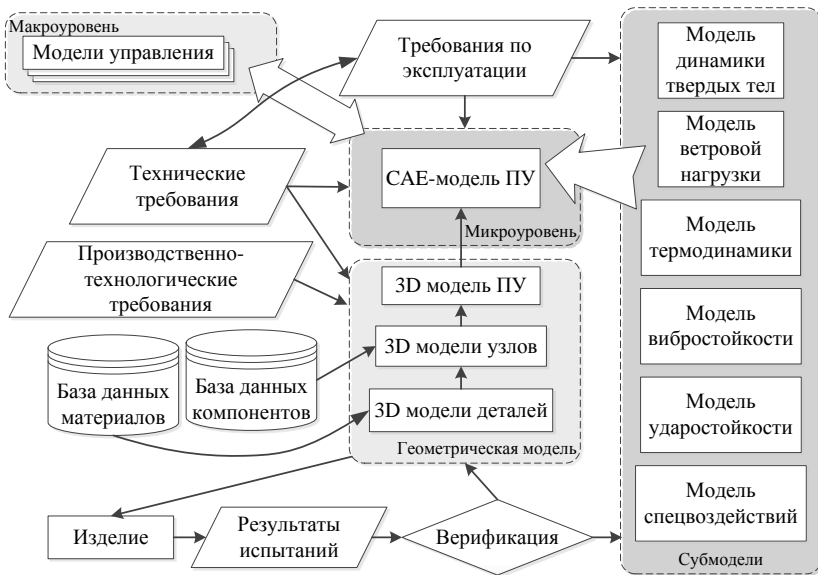 Макроуровень
Модели управления
Требования по
эксплуатации
Модель
динамики
твердых тел
Модель
ветровой
нагрузки
Технические
требования
CAE-модель ПУ
Микроуровень
Модель
термодинамики
Производственно-
технологические
требования
3D модель ПУ
3D модели узлов
3D модели деталей
Геометрическая модель
База данных
материалов
База данных
компонентов
Модель
вибростойкости
Модель
ударостойкости
Модель
спецвоздействий
Субмодели
Изделие
Результаты
испытаний
Верификация